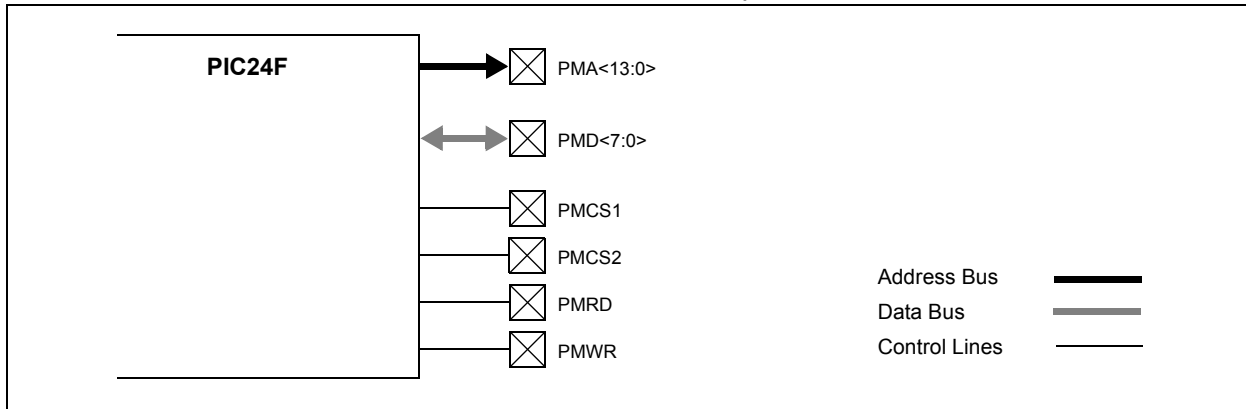 PIC24F
PMA<13:0>
PMD<7:0>
PMCS1
PMCS2
PMRD
PMWR
Address Bus
Data Bus
Control Lines